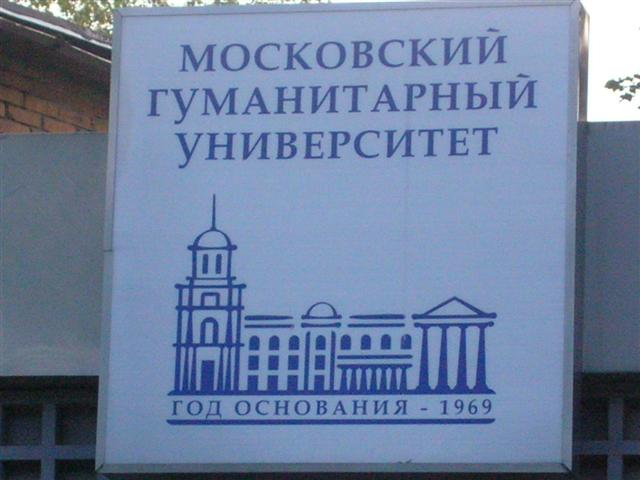 МОСКОВСКИЙ
ГУМАНИТАРНЫЙ
УНИВЕРСИТЕТ
ГОД ОСНОВАНИЯ - 1969